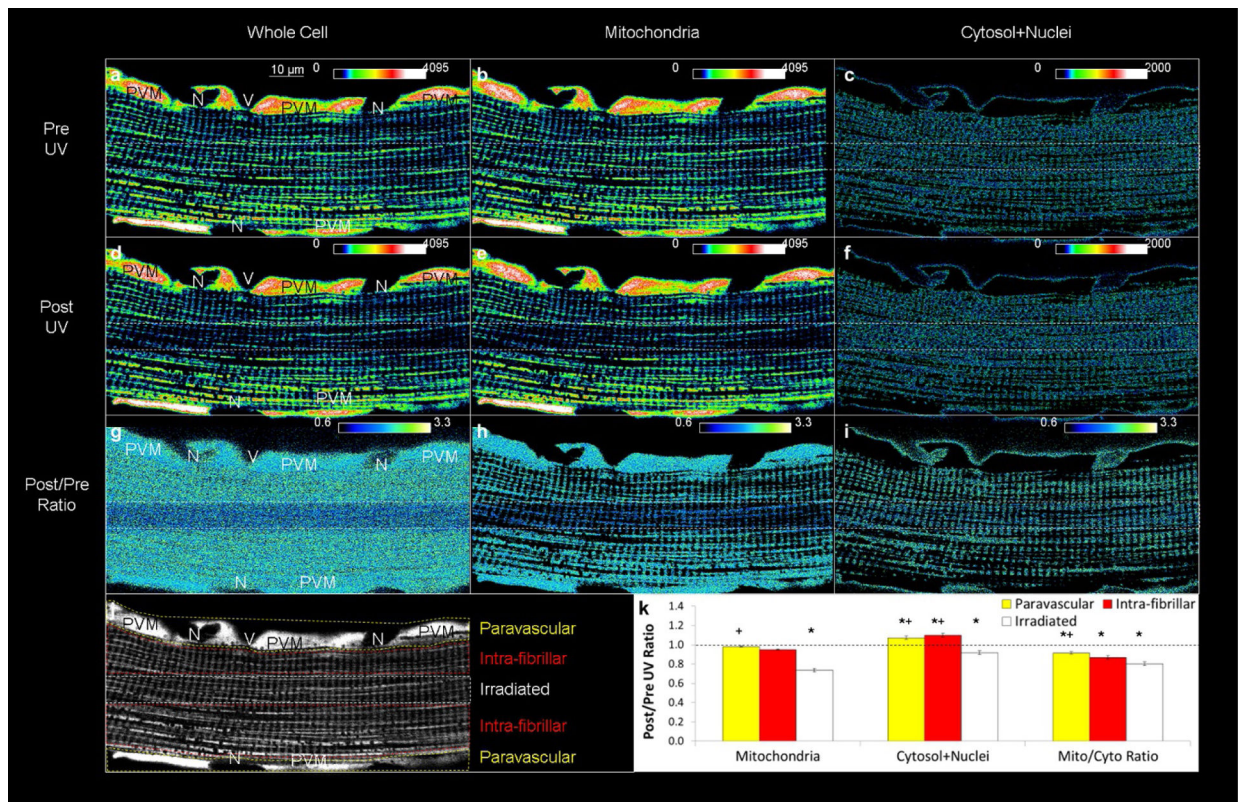 Whole Cell Mitochondria Cytosol+Nuclei
a 10 µm 0 4095 b 0 4095 c 0 2000
PVM N V PVM N PVM
Pre
UV
N PVM
d 0 4095 e 0 4095 f 0 2000
PVM N V PVM N PVM
Post
UV
N PVM
g 0.6 3.3 h 0.6 3.3 i 0.6 3.3
PVM N V PVM N PVM
Post/Pre
Ratio
N PVM
PVM N V PVM N PVM
N PVM
Paravascular
Intra-fibrillar
Irradiated
Intra-fibrillar
Paravascular
k
Paravascular Intra-fibrillar
Irradiated
Post/Pre UV Ratio
1.4
1.2
1.0
0.8
0.6
0.4
0.2
0.0
+ * *+ *+ * *+ * *
Mitochondria Cytosol+Nuclei Mito/Cyto Ratio